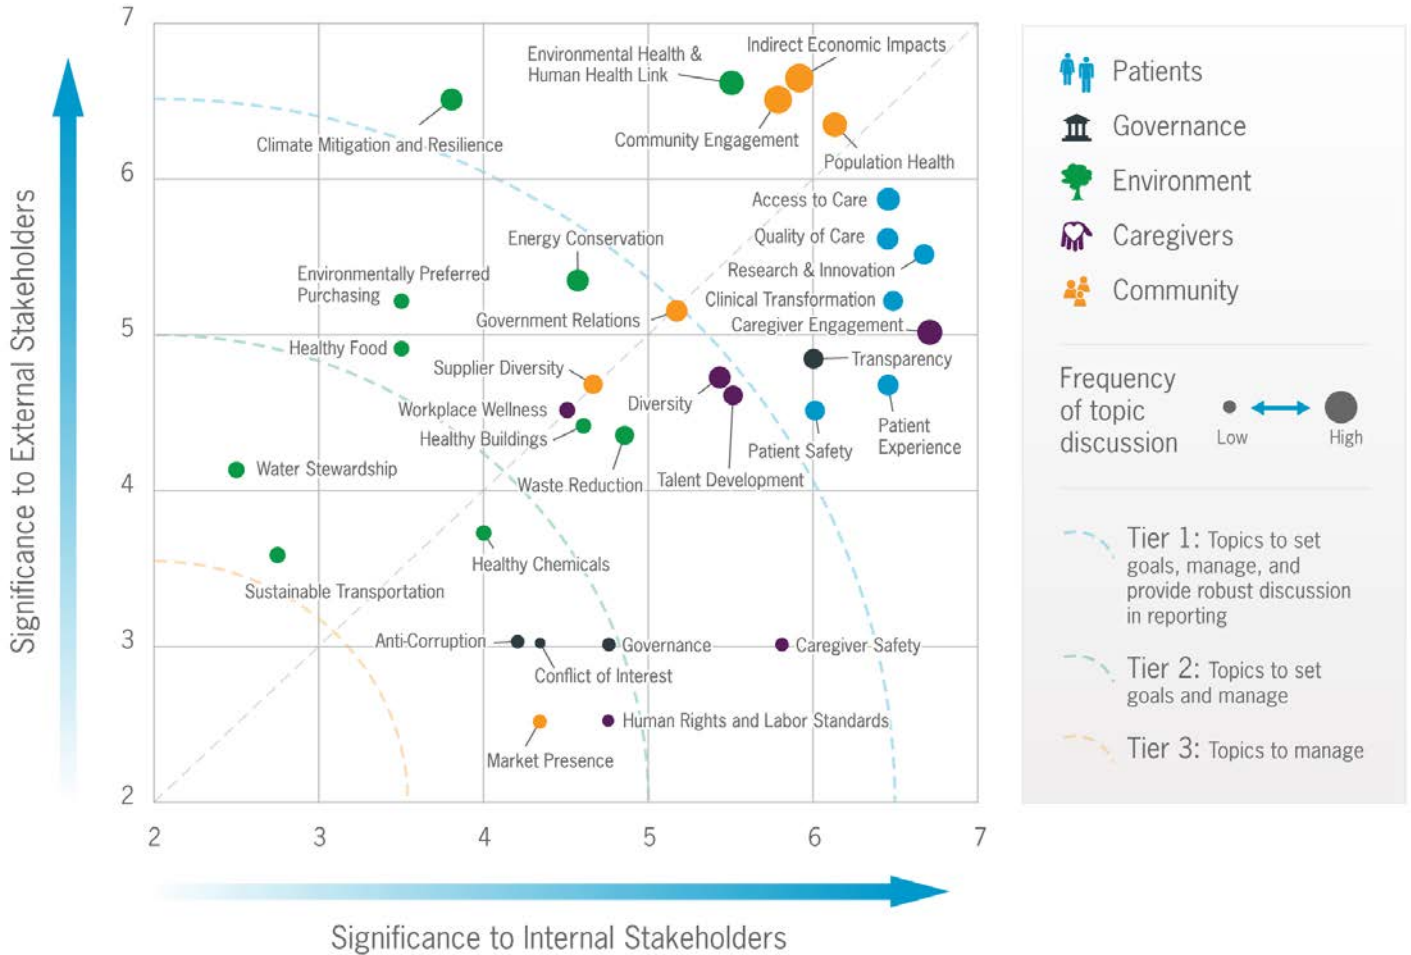 7
Environmental Health &
Human Health Link
Indirect Economic Impacts
Climate Mitigation and Resilience
Community Engagement
Population Health
6
Access to Care
Quality of Care
Energy Conservation
Research & Innovation
Environmentally Preferred
Purchasing
Clinical Transformation
Government Relations
Caregiver Engagement
5
Healthy Food
Transparency
Supplier Diversity
Diversity
Workplace Wellness
Healthy Buildings
Patient
Experience
Patient Safety
Water Stewardship
Waste Reduction
Talent Development
4
Healthy Chemicals
Sustainable Transportation
Anti-Corruption
Governance
Caregiver Safety
3
Conflict of Interest
Human Rights and Labor Standards
Market Presence
2
2
3
4
5
6
7
Significance to External Stakeholders
Significance to Internal Stakeholders
Patients
Governance
Environment
Caregivers
Community
Frequency
of topic
discussion
Low
High
Tier 1: Topics to set
goals, manage, and
provide robust discussion
in reporting
Tier 2: Topics to set
goals and manage
Tier 3: Topics to manage